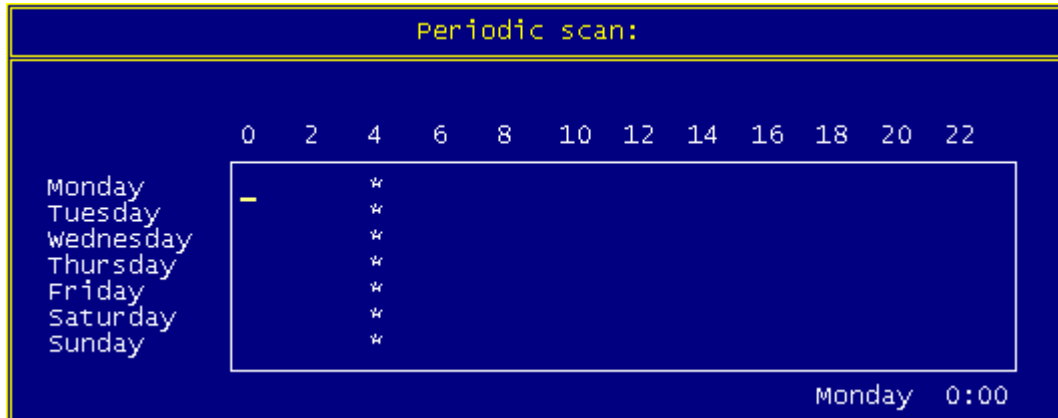 Periodic scan:
0 2 4 6 8 10 12 14 16 18 20 22
Monday *
Tuesday *
Wednesday *
Thursday *
Friday *
Saturday *
Sunday *
Monday 0:00